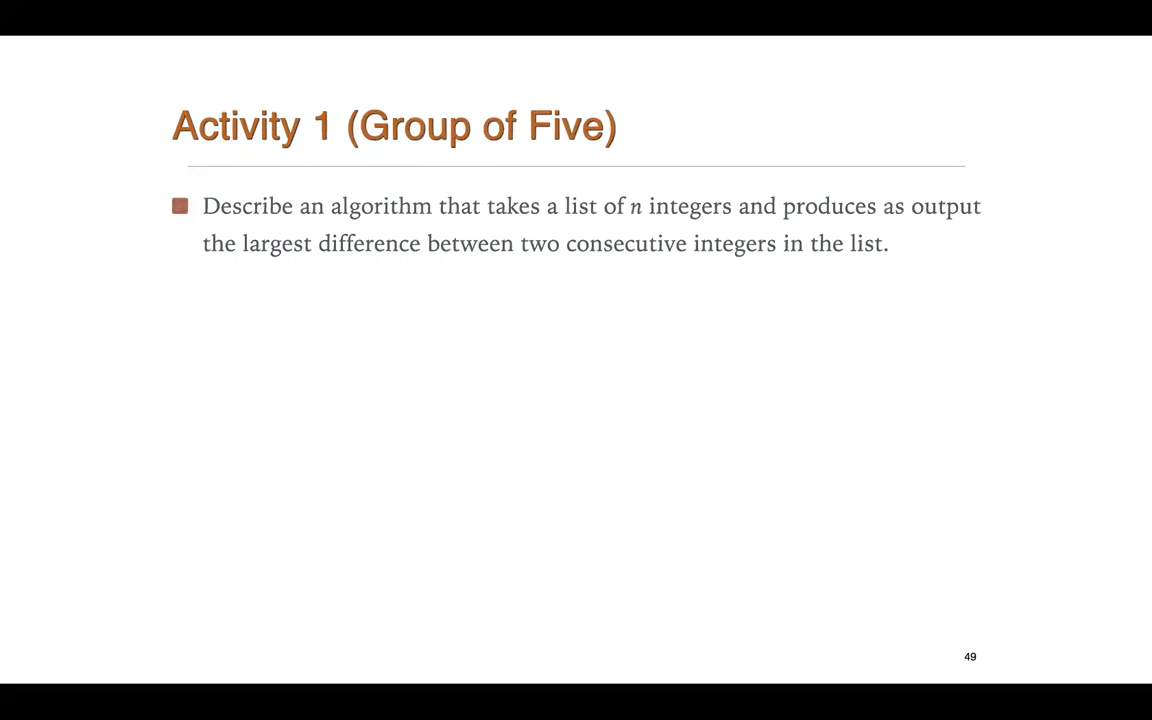 Activity 1 (Group of Five)
Describe an algorithm that takes a list of n integers and produces as output
the largest difference between two consecutive integers in the list.
49